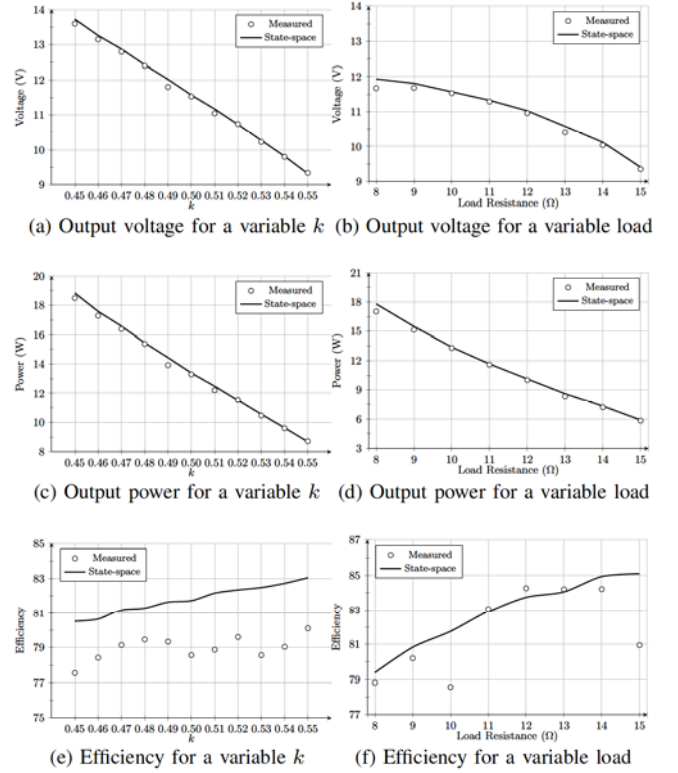 14
13
12
11
10
9
Voltage (V)
Measured
State-space
0.45 0.46 0.47 0.48 0.49 0.50 0.51 0.52 0.53 0.54 0.55
k
(a) Output voltage for a variable k
14
13
12
11
10
9
Voltage (V)
Measured
State-space
8 9 10 11 12 13 14 15
Load Resistance (Ω)
(b) Output voltage for a variable load
20
18
16
14
12
10
8
Power (W)
Measured
State-space
0.45 0.46 0.47 0.48 0.49 0.50 0.51 0.52 0.53 0.54 0.55
k
(c) Output power for a variable k
21
18
15
12
9
6
3
Power (W)
Measured
State-space
8 9 10 11 12 13 14 15
Load Resistance (Ω)
(d) Output power for a variable load
85
83
81
79
77
75
Efficiency
Measured
State-space
0.45 0.46 0.47 0.48 0.49 0.50 0.51 0.52 0.53 0.54 0.55
k
(e) Efficiency for a variable k
87
85
83
81
79
77
Efficiency
Measured
State-space
8 9 10 11 12 13 14 15
Load Resistance (Ω)
(f) Efficiency for a variable load